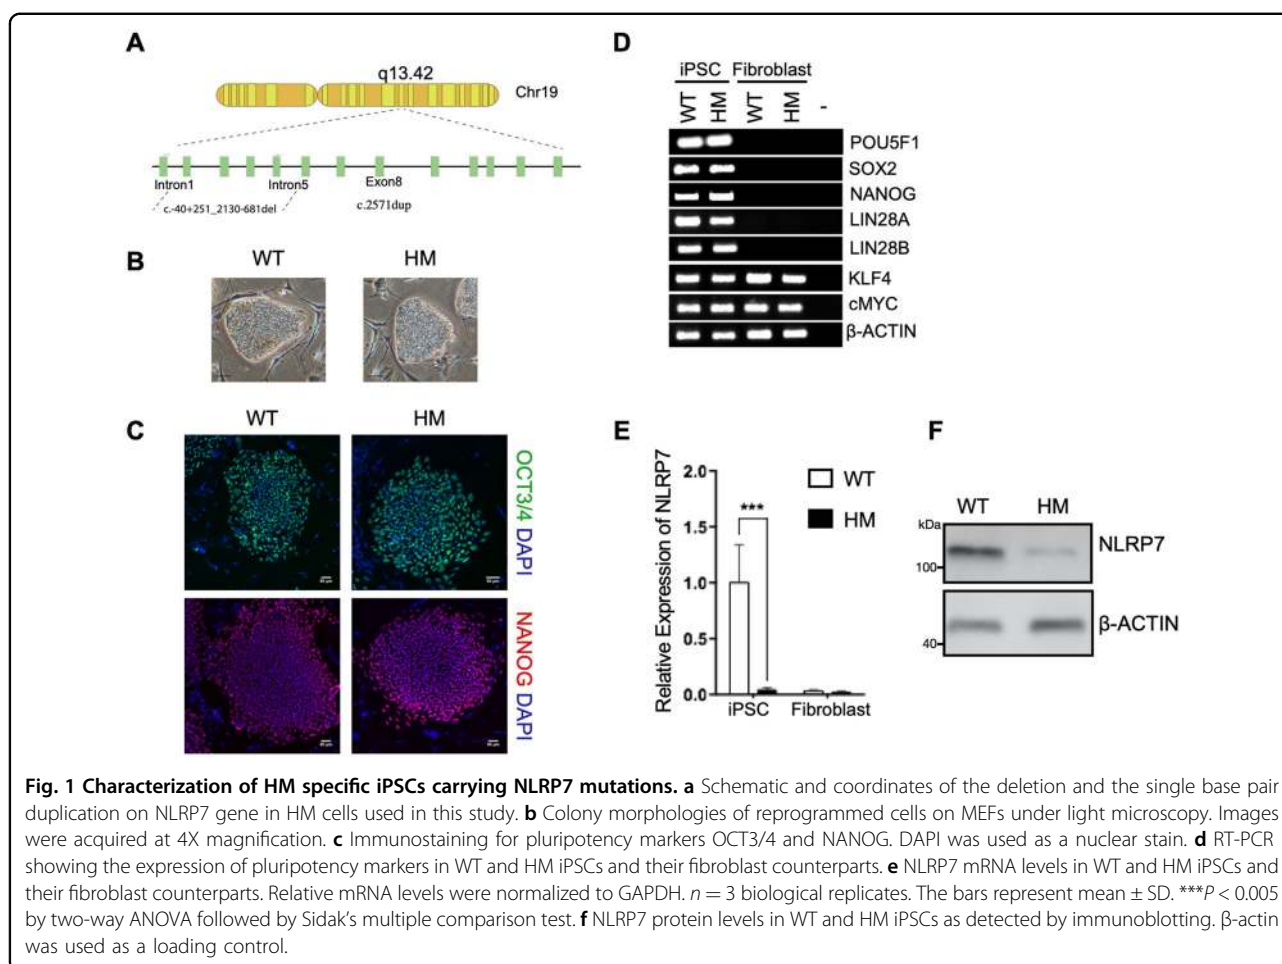 A
q13.42
Chr19
Intron1
Intron5
Exon8
c.-40+251_2130-681del
c.2571dup
B
WT
HM
C
WT
HM
OCT3/4 DAPI
NANOG DAPI
D
iPSC Fibroblast
WT HM WT HM -
POU5F1
SOX2
NANOG
LIN28A
LIN28B
KLF4
cMYC
β-ACTIN
E
Relative Expression of NLRP7
2.0
1.5
1.0
0.5
0.0
***
WT
HM
iPSC Fibroblast
F
WT HM
kDa
100
NLRP7
40
β-ACTIN
Fig. 1 Characterization of HM specific iPSCs carrying NLRP7 mutations. a Schematic and coordinates of the deletion and the single base pair
duplication on NLRP7 gene in HM cells used in this study. b Colony morphologies of reprogrammed cells on MEFs under light microscopy. Images
were acquired at 4X magnification. c Immunostaining for pluripotency markers OCT3/4 and NANOG. DAPI was used as a nuclear stain. d RT-PCR
showing the expression of pluripotency markers in WT and HM iPSCs and their fibroblast counterparts. e NLRP7 mRNA levels in WT and HM iPSCs and
their fibroblast counterparts. Relative mRNA levels were normalized to GAPDH. n = 3 biological replicates. The bars represent mean ± SD. ***P < 0.005
by two-way ANOVA followed by Sidak's multiple comparison test. f NLRP7 protein levels in WT and HM iPSCs as detected by immunoblotting. β-actin
was used as a loading control.